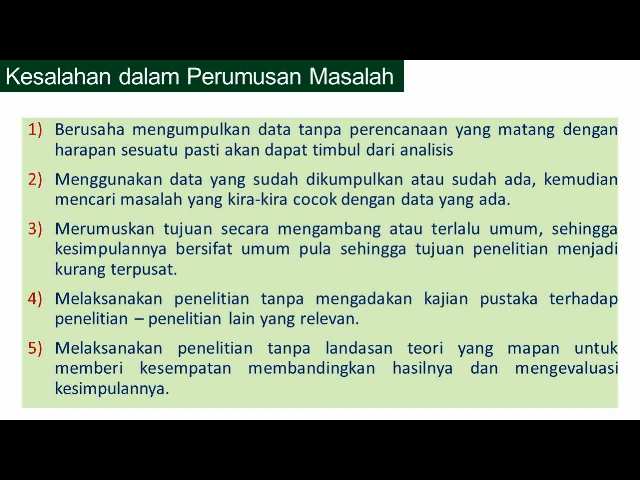 Kesalahan dalam Perumusan Masalah
1) Berusaha mengumpulkan data tanpa perencanaan yang matang dengan
harapan sesuatu pasti akan dapat timbul dari analisis
2) Menggunakan data yang sudah dikumpulkan atau sudah ada, kemudian
mencari masalah yang kira-kira cocok dengan data yang ada.
3) Merumuskan tujuan secara mengambang atau terlalu umum, sehingga
kesimpulannya bersifat umum pula sehingga tujuan penelitian menjadi
kurang terpusat.
4) Melaksanakan penelitian tanpa mengadakan kajian pustaka terhadap
penelitian – penelitian lain yang relevan.
5) Melaksanakan penelitian tanpa landasan teori yang mapan untuk
memberi kesempatan membandingkan hasilnya dan mengevaluasi
kesimpulannya.